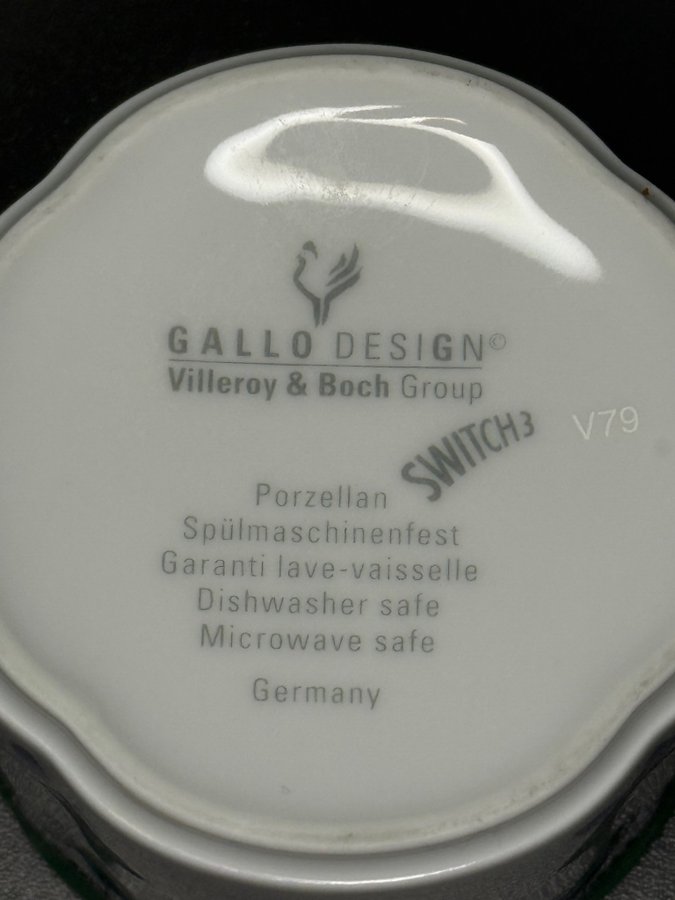 GALLO DESIGN©
Villeroy & Boch Group
SWITCH3
V79
Porzellan
Spülmaschinenfest
Garanti lave-vaisselle
Dishwasher safe
Microwave safe
Germany